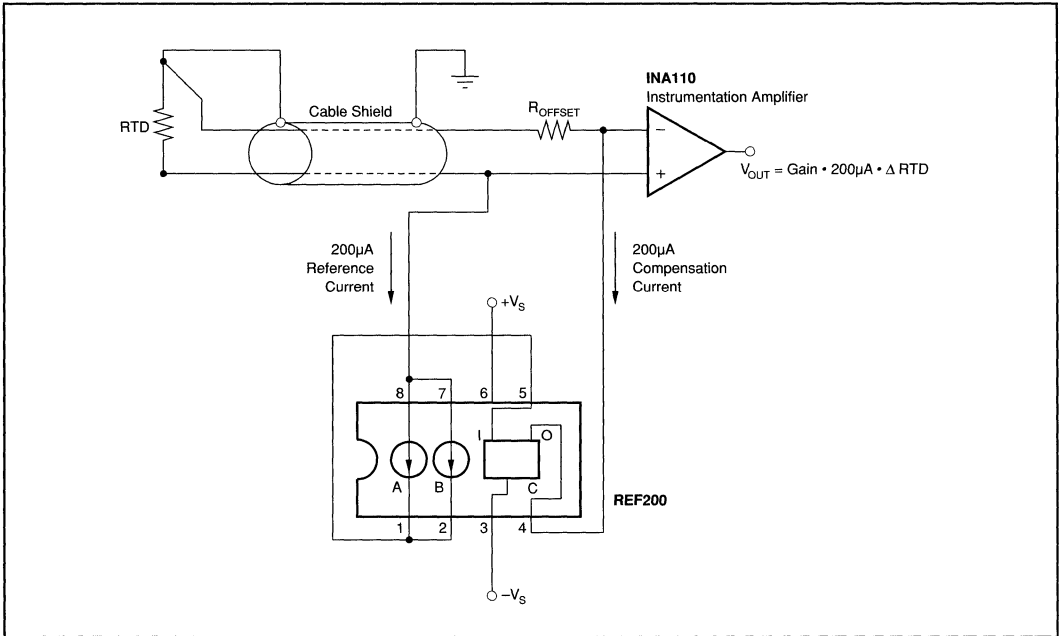 INA110
Instrumentation Amplifier
Cable Shield
R_OFFSET
RTD
−
+
V_OUT = Gain • 200µA • Δ RTD
200µA
Reference
Current
200µA
Compensation
Current
+V_S
8 7 6 5
I O
A B C
REF200
1 2 3 4
−V_S